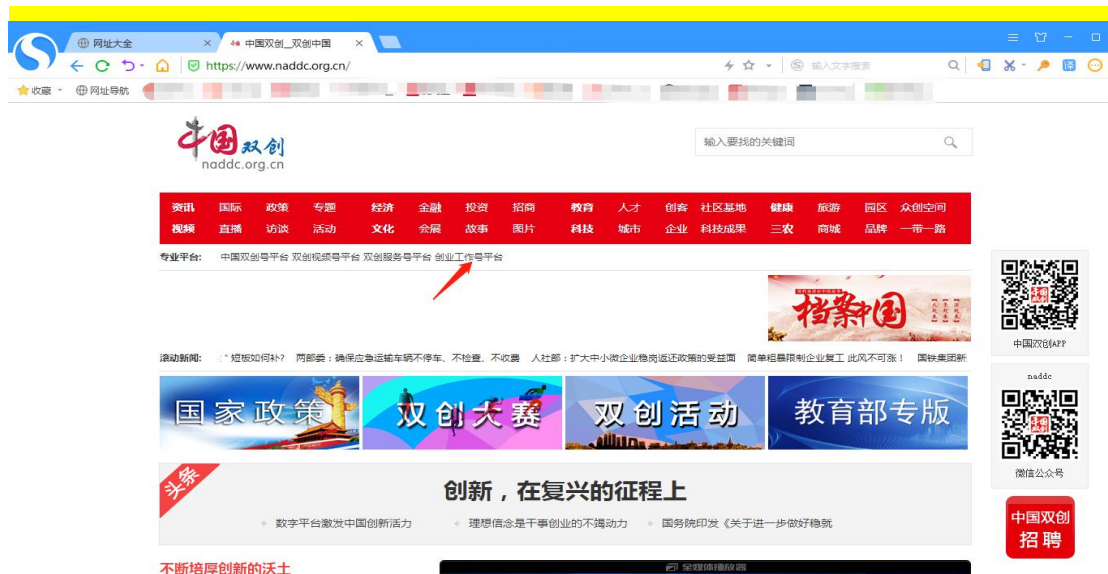 网址大全
中国双创_双创中国
https://www.naddc.org.cn/
输入文字搜索
收藏
网址导航
中国双创
naddc.org.cn
输入要找的关键词
资讯 国际 政策 专题 经济 金融 投资 招商 教育 人才 创客 社区基地 健康 旅游 园区 众创空间
视频 直播 访谈 活动 文化 会展 故事 图片 科技 城市 企业 科技成果 三农 商城 品牌 一带一路
专业平台: 中国双创号平台 双创视频号平台 双创服务号平台 创业工作号平台
档案中国
滚动新闻: :" 短板如何补? 两部委：确保应急运输车辆不停车、不检查、不收费 人社部：扩大中小微企业稳岗返还政策的受益面 简单粗暴限制企业复工 此风不可涨！ 国铁集团新
中国双创APP
国家政策 双创大赛 双创活动 教育部专版
naddc
微信公众号
头条
创新，在复兴的征程上
数字平台激发中国创新活力 理想信念是干事创业的不竭动力 国务院印发《关于进一步做好稳就
中国双创
招聘
不断培厚创新的沃土
全媒体播放器